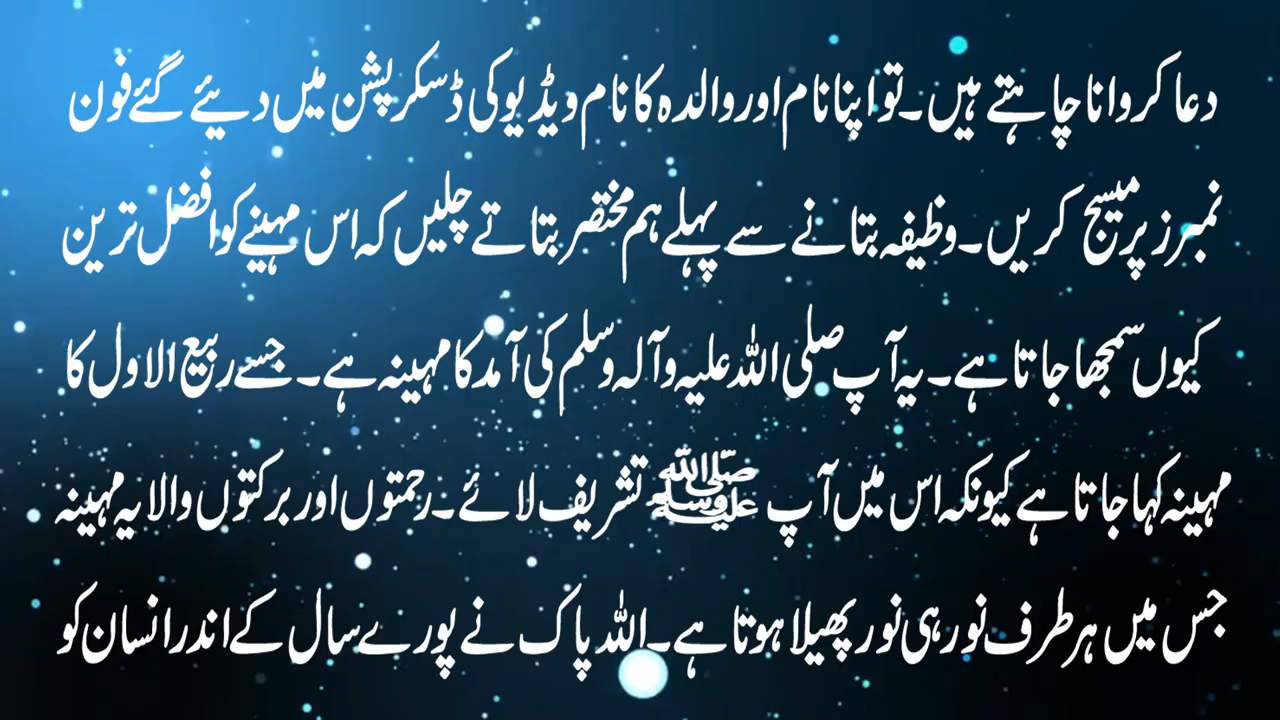 دعا کروانا چاہتے ہیں۔ تو اپنا نام اور والدہ کا نام ویڈیو کی ڈسکرپشن میں دیئے گئے فون
نمبرز پر میسج کریں۔ وظیفہ بتانے سے پہلے ہم مختصر بتاتے چلیں کہ اس مہینے کو افضل ترین
کیوں سمجھا جاتا ہے۔ یہ آپ صلی اللہ علیہ وآلہ وسلم کی آمد کا مہینہ ہے۔ جسے ربیع الاول کا
مہینہ کہا جاتا ہے کیونکہ اس میں آپ ﷺ تشریف لائے۔ رحمتوں اور برکتوں والا یہ مہینہ
جس میں ہر طرف نور ہی نور پھیلا ہوتا ہے۔ اللہ پاک نے پورے سال کے اندر انسان کو